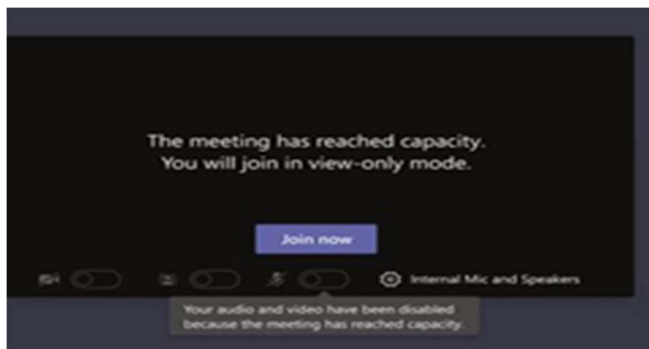 The meeting has reached capacity.
You will join in view-only mode.
Join now
Internal Mic and Speakers
Your audio and video have been disabled
because the meeting has reached capacity.